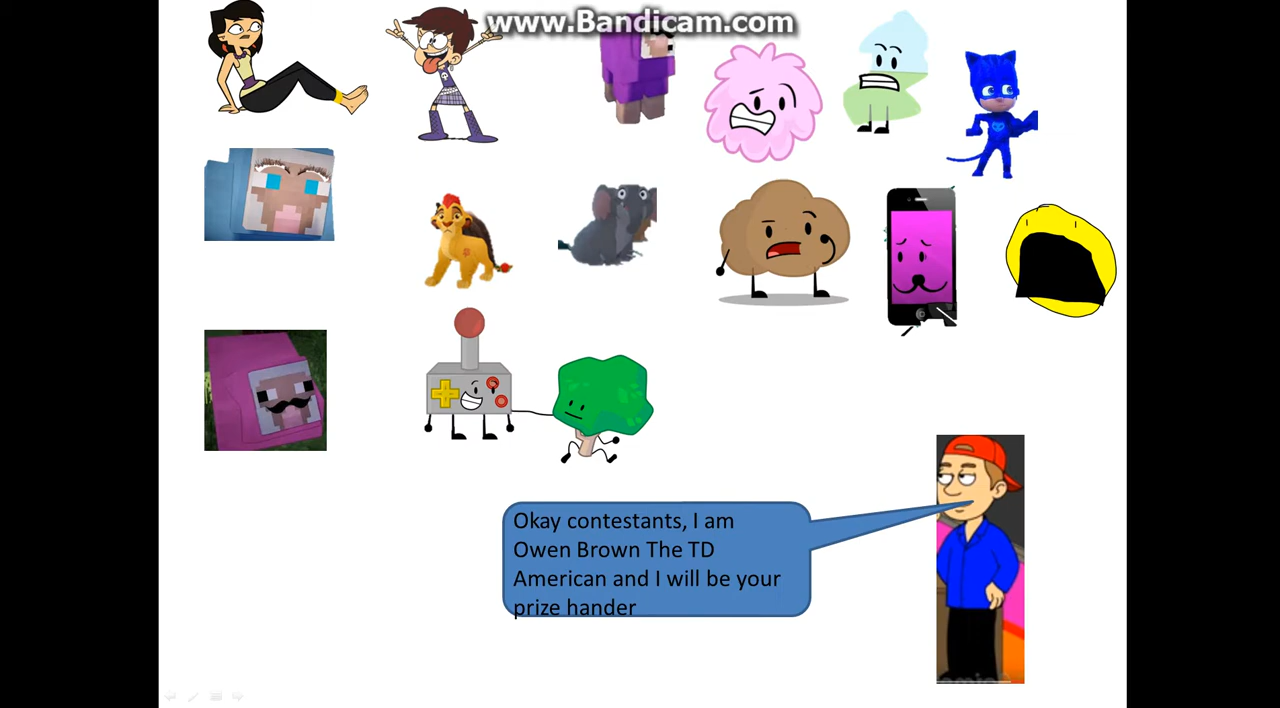 www.Bandicam.com
Okay contestants, I am
Owen Brown The TD
American and I will be your
prize hander